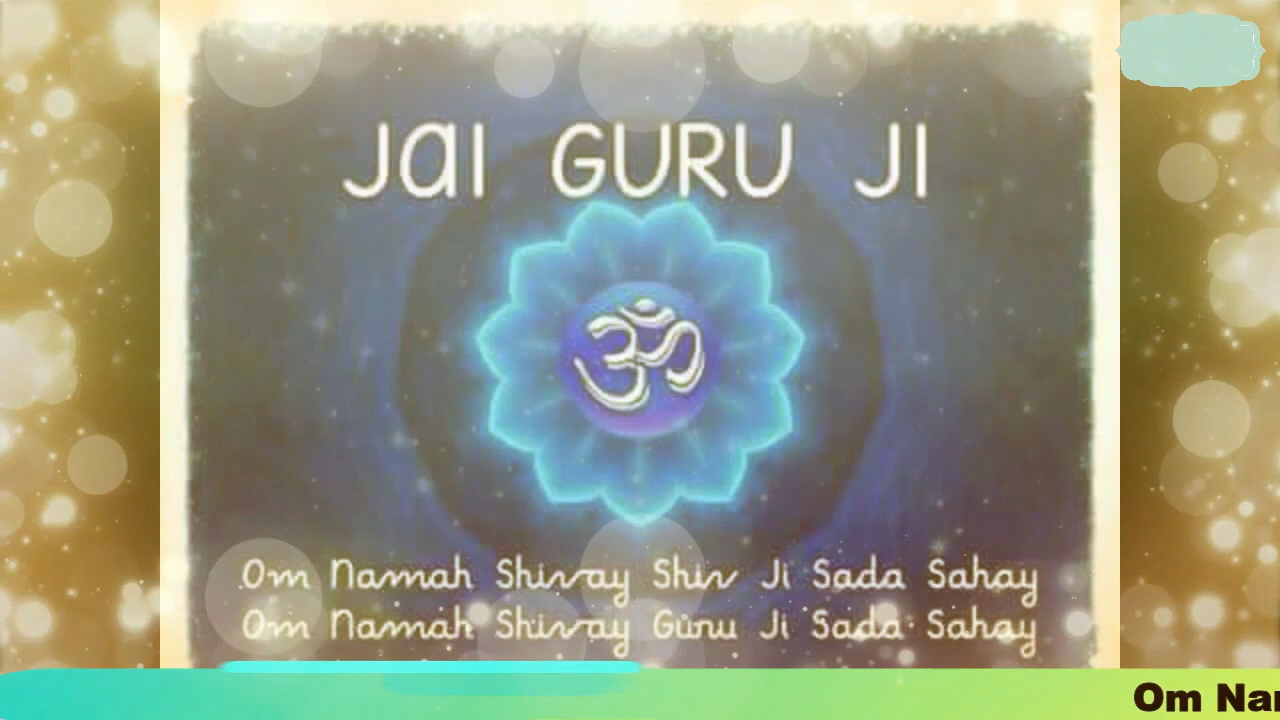 Jai GURU JI
ॐ
Om Namah Shivay Shiv Ji Sada Sahay
Om Namah Shivay Guru Ji Sada Sahay
Om Nar